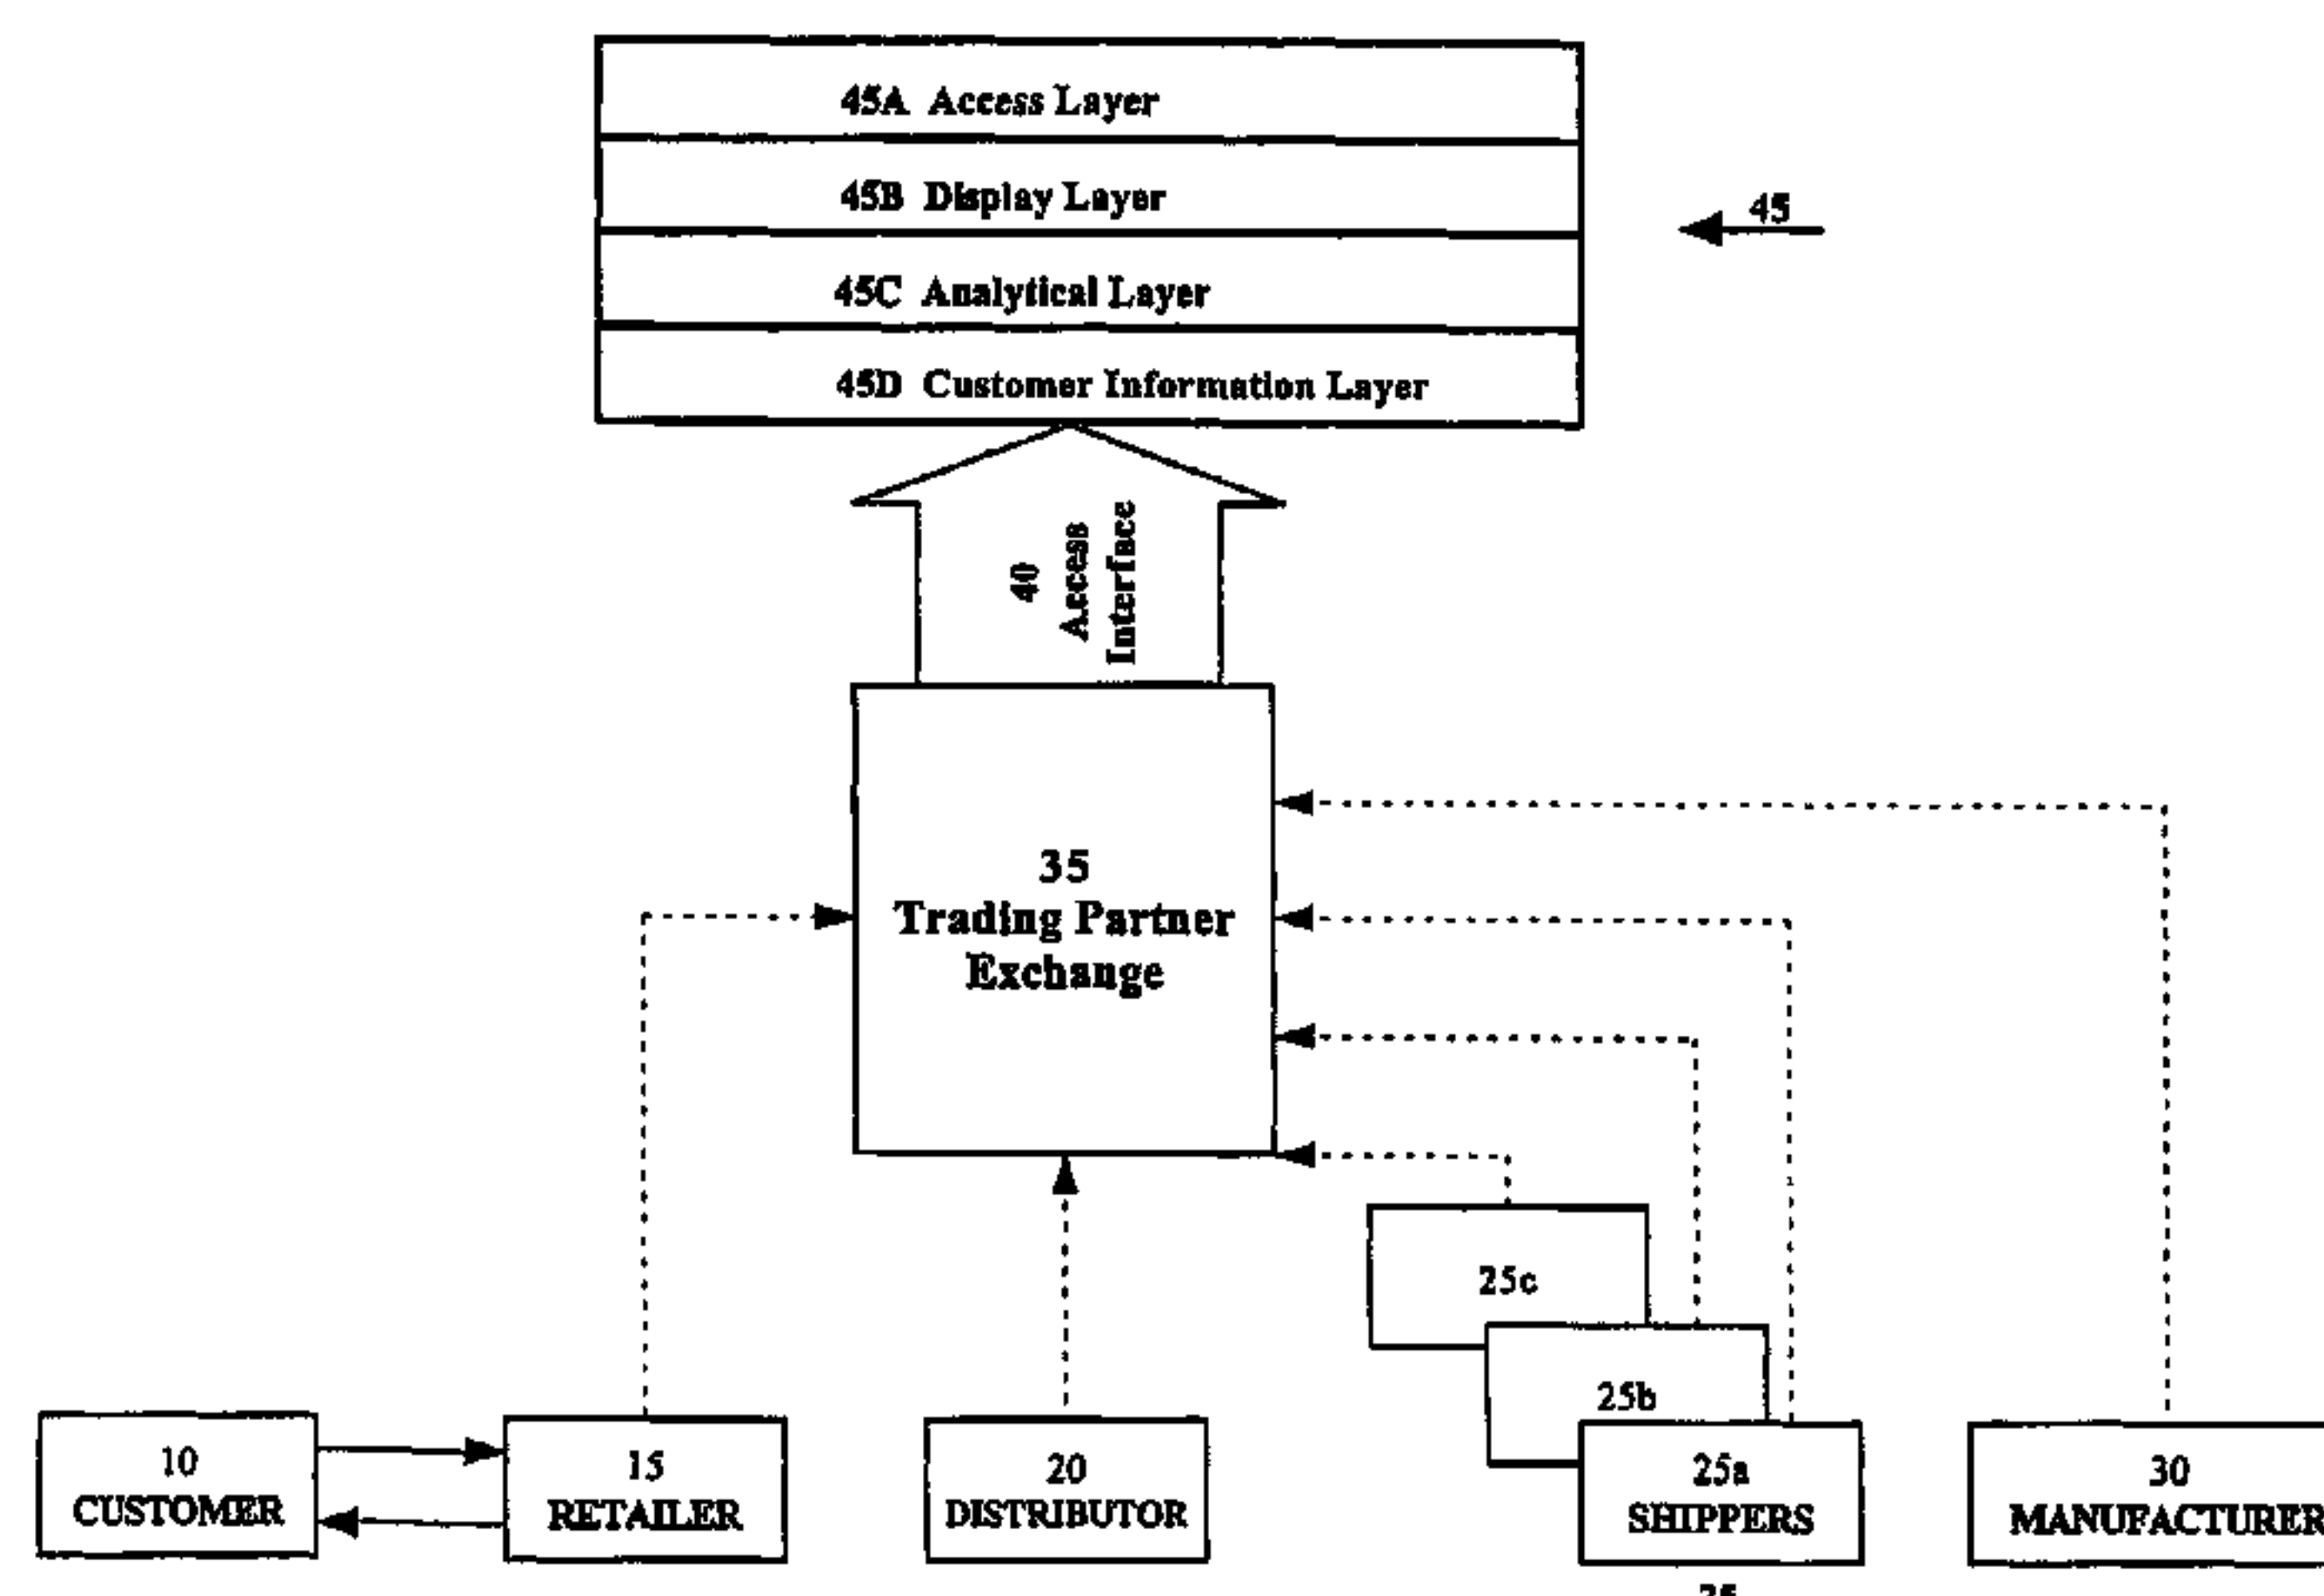 45A Access Layer
45B Display Layer
45
45C Analytical Layer
45D Customer Information Layer
40
Access
Interface
35
Trading Partner
Exchange
25c
25b
10
CUSTOMER
15
RETAILER
20
DISTRIBUTOR
25a
SHIPPERS
30
MANUFACTURER